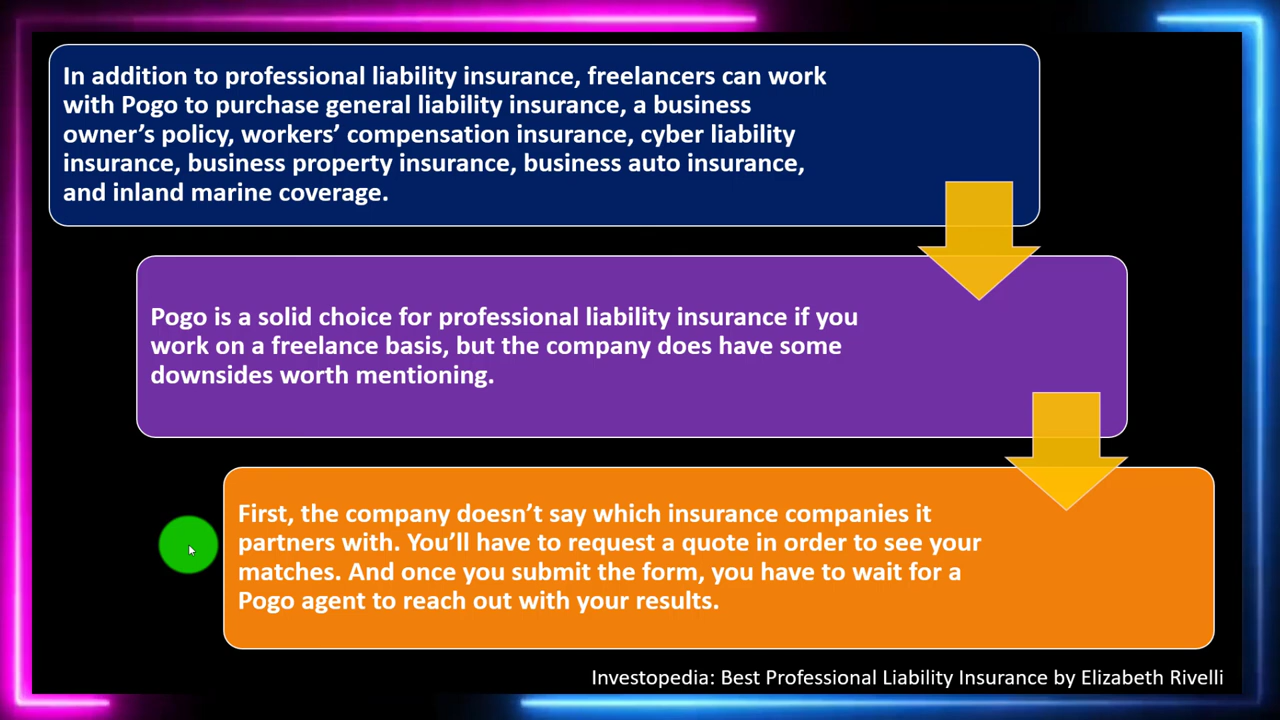 In addition to professional liability insurance, freelancers can work
with Pogo to purchase general liability insurance, a business
owner’s policy, workers’ compensation insurance, cyber liability
insurance, business property insurance, business auto insurance,
and inland marine coverage.
Pogo is a solid choice for professional liability insurance if you
work on a freelance basis, but the company does have some
downsides worth mentioning.
First, the company doesn’t say which insurance companies it
partners with. You’ll have to request a quote in order to see your
matches. And once you submit the form, you have to wait for a
Pogo agent to reach out with your results.
Investopedia: Best Professional Liability Insurance by Elizabeth Rivelli